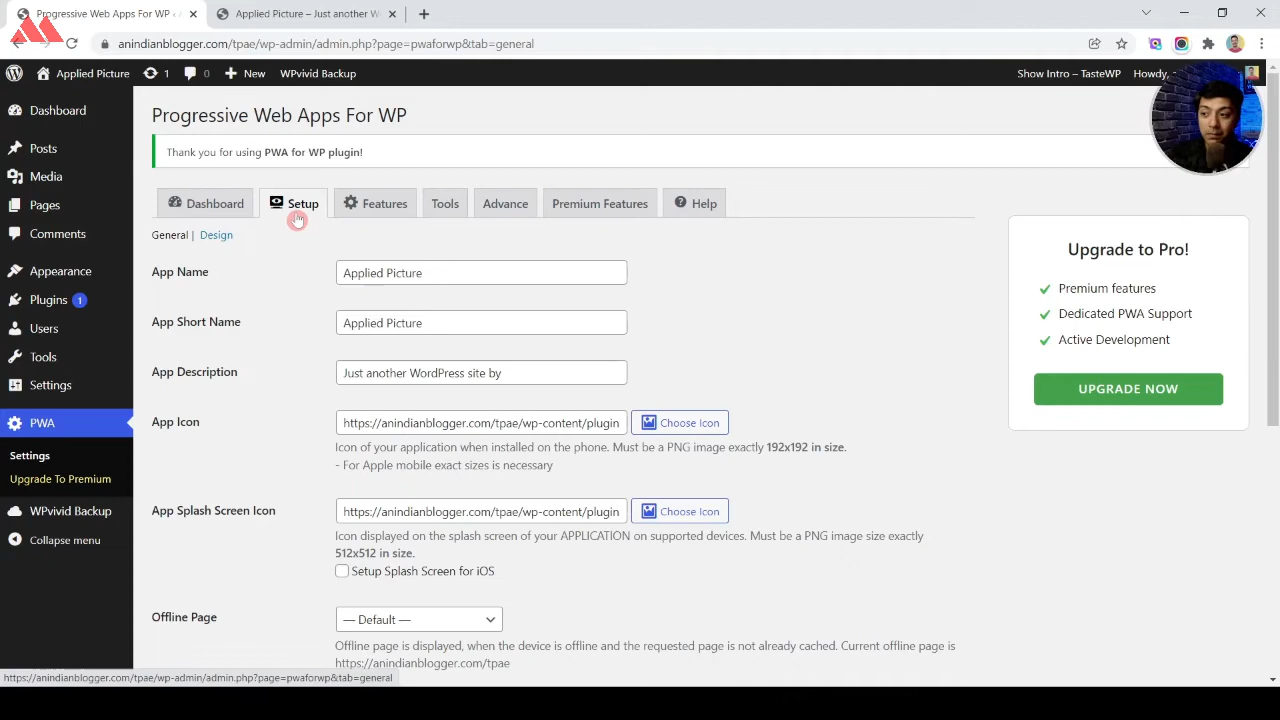 Progressive Web Apps For WP ‹ A
Applied Picture – Just another W
anindianblogger.com/tpae/wp-admin/admin.php?page=pwaforwp&tab=general
Applied Picture
1
0
New
WPvivid Backup
Show Intro – TasteWP
Howdy,
Dashboard
Posts
Media
Pages
Comments
Appearance
Plugins 1
Users
Tools
Settings
PWA
Settings
Upgrade To Premium
WPvivid Backup
Collapse menu
Progressive Web Apps For WP
Thank you for using PWA for WP plugin!
Dashboard
Setup
Features
Tools
Advance
Premium Features
Help
General | Design
App Name
Applied Picture
App Short Name
Applied Picture
App Description
Just another WordPress site by
App Icon
https://anindianblogger.com/tpae/wp-content/plugin
Choose Icon
Icon of your application when installed on the phone. Must be a PNG image exactly 192x192 in size.
- For Apple mobile exact sizes is necessary
App Splash Screen Icon
https://anindianblogger.com/tpae/wp-content/plugin
Choose Icon
Icon displayed on the splash screen of your APPLICATION on supported devices. Must be a PNG image size exactly
512x512 in size.
Setup Splash Screen for iOS
Offline Page
— Default —
Offline page is displayed, when the device is offline and the requested page is not already cached. Current offline page is
https://anindianblogger.com/tpae
Upgrade to Pro!
Premium features
Dedicated PWA Support
Active Development
UPGRADE NOW
https://anindianblogger.com/tpae/wp-admin/admin.php?page=pwaforwp&tab=general